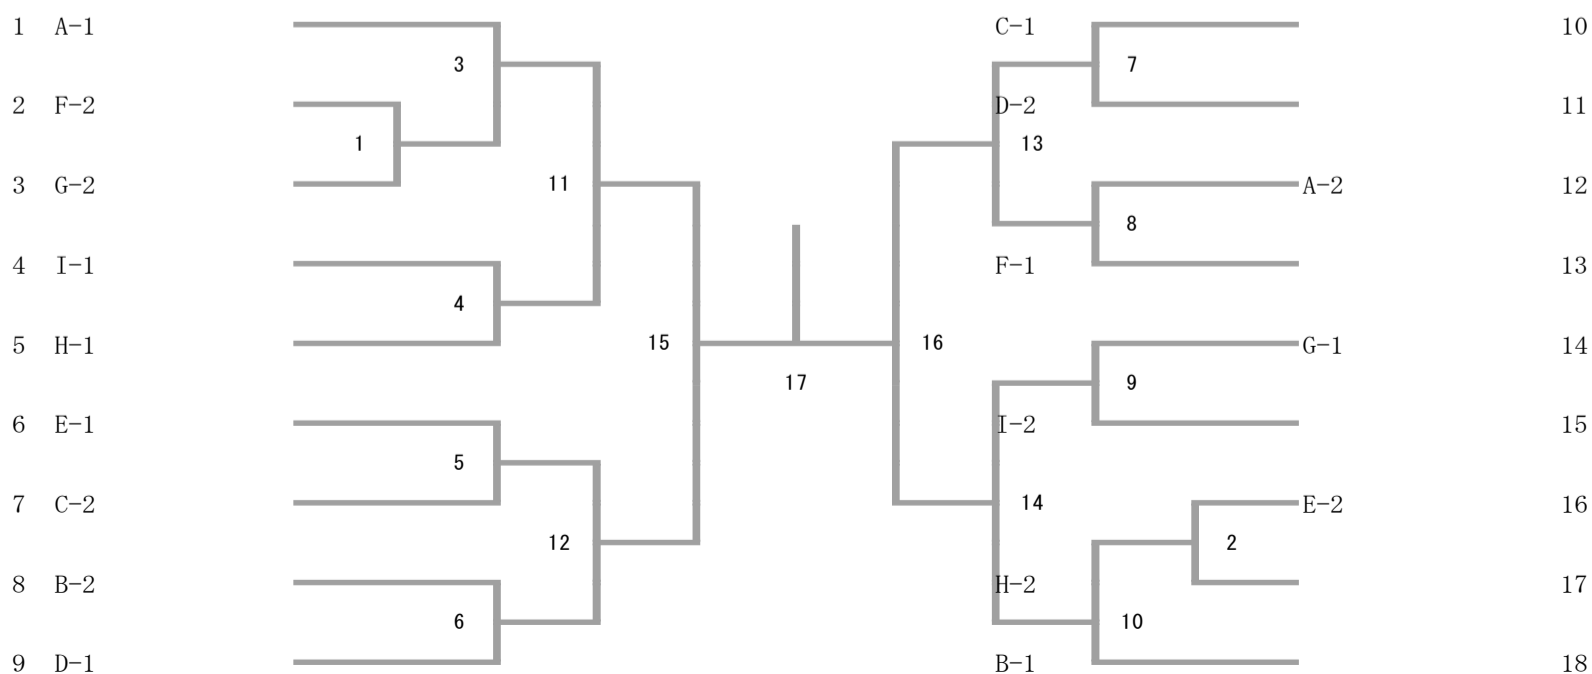 1 A-1 C-1 10
3 7
2 F-2 D-2 11
1 13
3 G-2 11 A-2 12
8
4 I-1 F-1 13
4
5 H-1 15 16 G-1 14
17 9
6 E-1 I-2 15
5
7 C-2 14 E-2 16
12 2
8 B-2 H-2 17
6 10
9 D-1 B-1 18